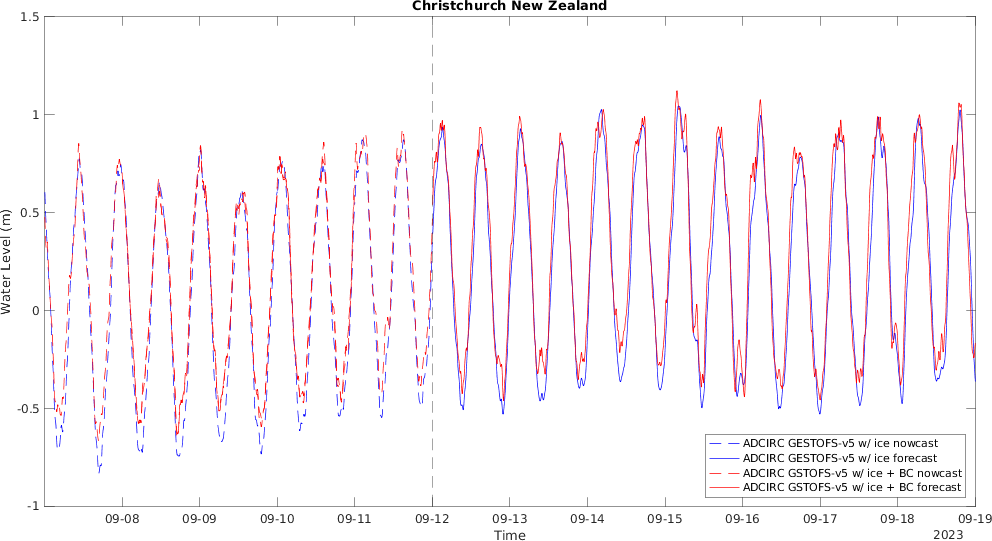 Christchurch New Zealand
1.5
1
0.5
0
-0.5
-1
Water Level (m)
ADCIRC GESTOFS-v5 w/ ice nowcast
ADCIRC GESTOFS-v5 w/ ice forecast
ADCIRC GSTOFS-v5 w/ ice + BC nowcast
ADCIRC GSTOFS-v5 w/ ice + BC forecast
09-08 09-09 09-10 09-11 09-12 09-13 09-14 09-15 09-16 09-17 09-18 09-19
Time
2023